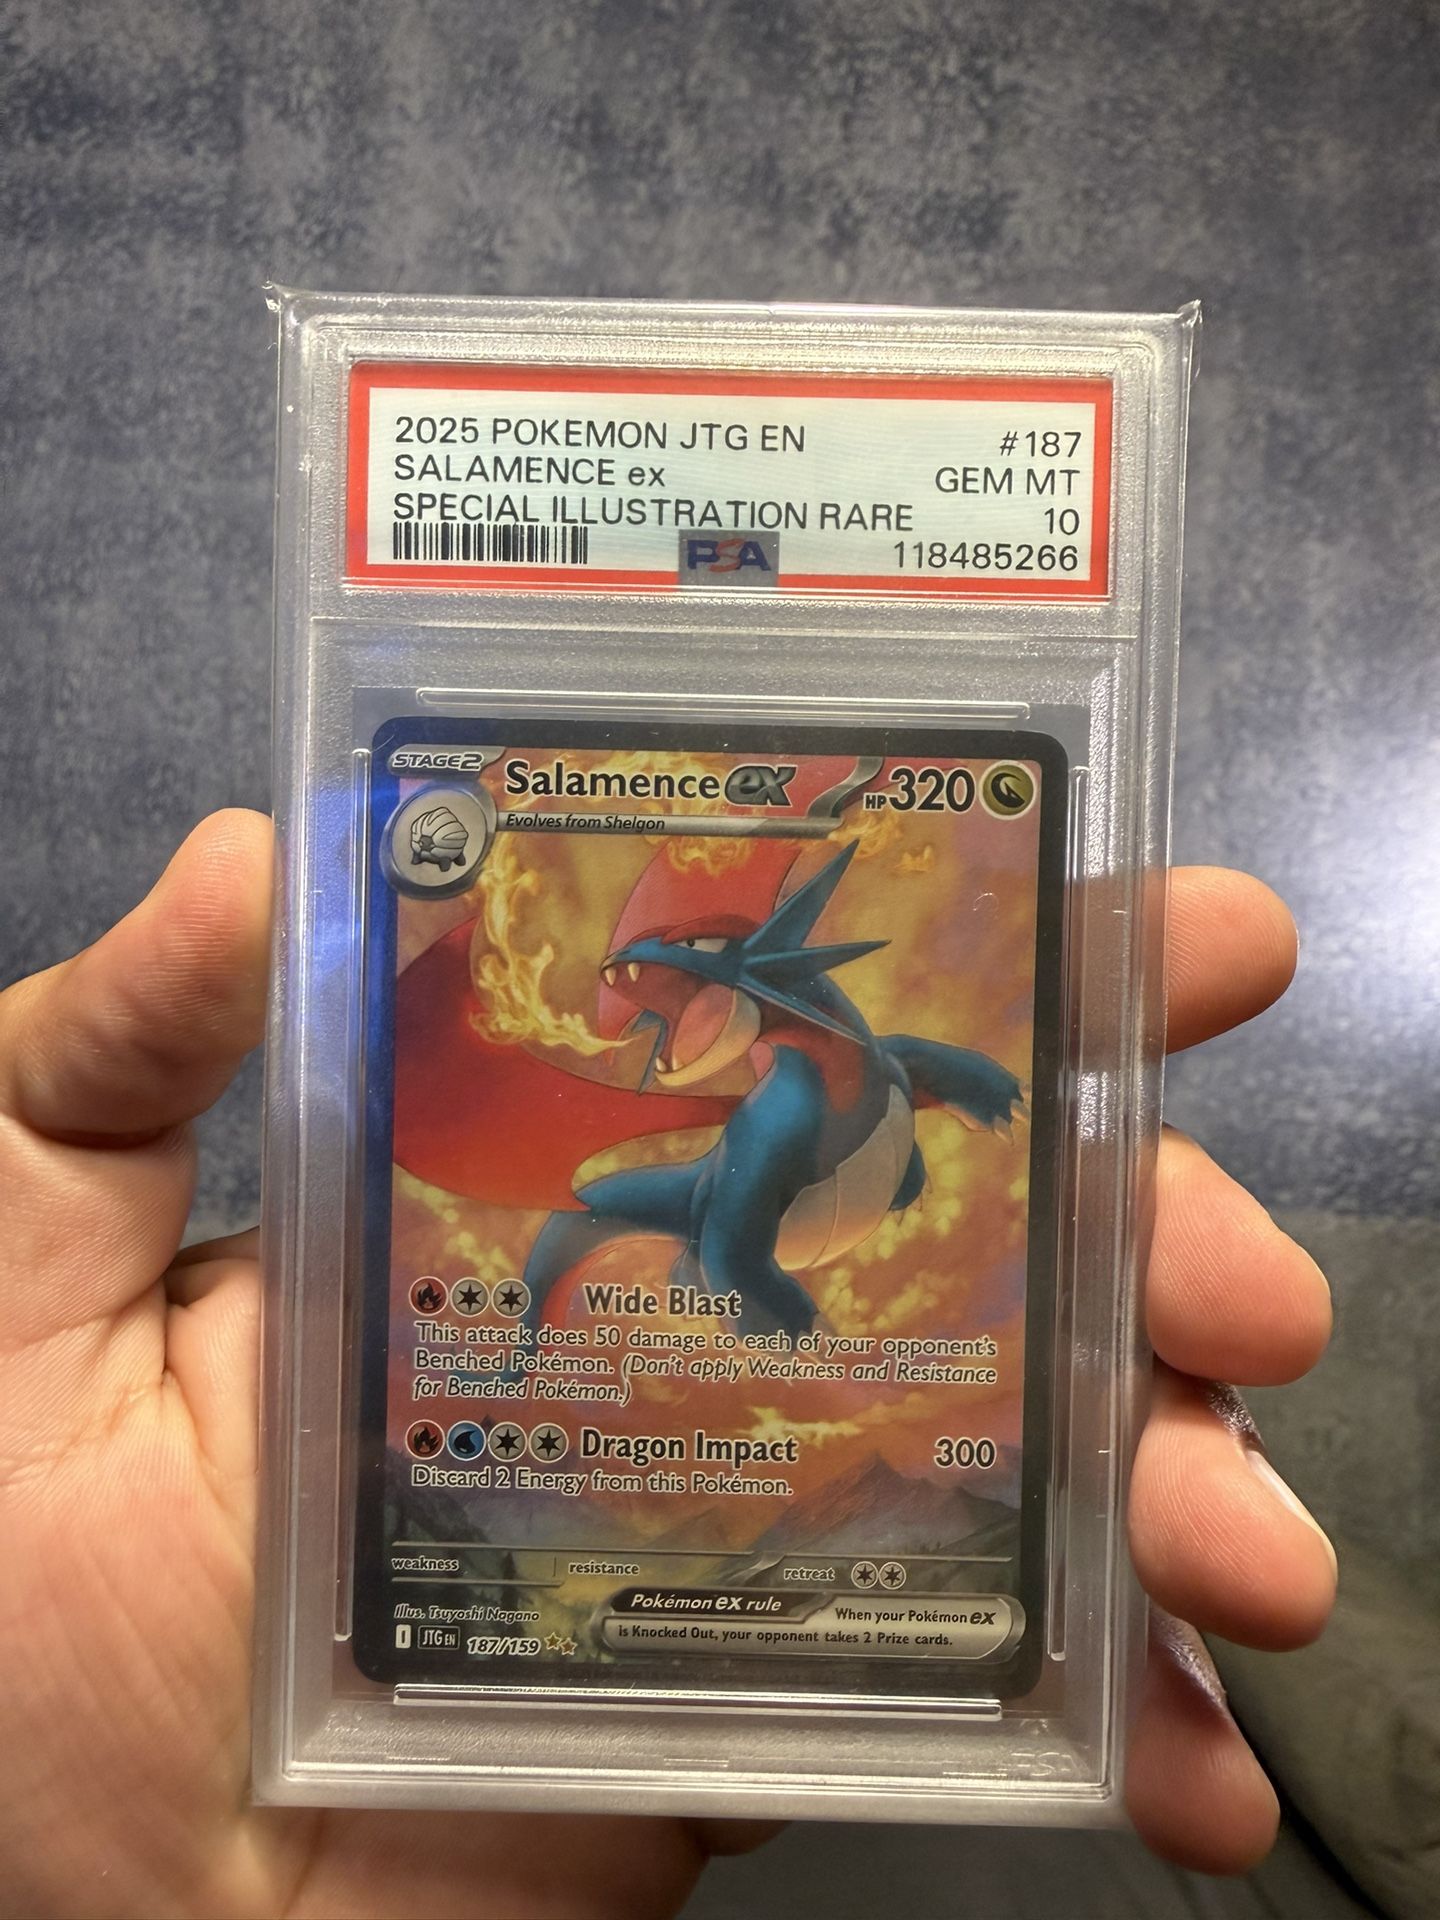 2025 POKEMON JTG EN #187
SALAMENCE ex GEM MT
SPECIAL ILLUSTRATION RARE 10
PSA 118485266
STAGE2 Salamence ex HP 320
Evolves from Shelgon
Wide Blast
This attack does 50 damage to each of your opponent's
Benched Pokémon. (Don't apply Weakness and Resistance
for Benched Pokémon.)
Dragon Impact 300
Discard 2 Energy from this Pokémon.
weakness resistance retreat
Illus. Tsuyoshi Nagano
Pokémon ex rule When your Pokémon ex
is Knocked Out, your opponent takes 2 Prize cards.
I JTG EN 187/159
PSA